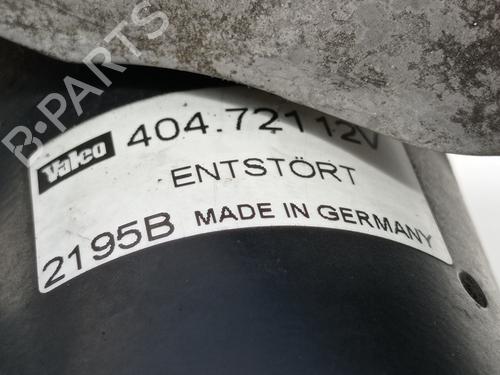 B-PARTS
Valeo 404.721 12V
ENTSTÖRT
2195B MADE IN GERMANY